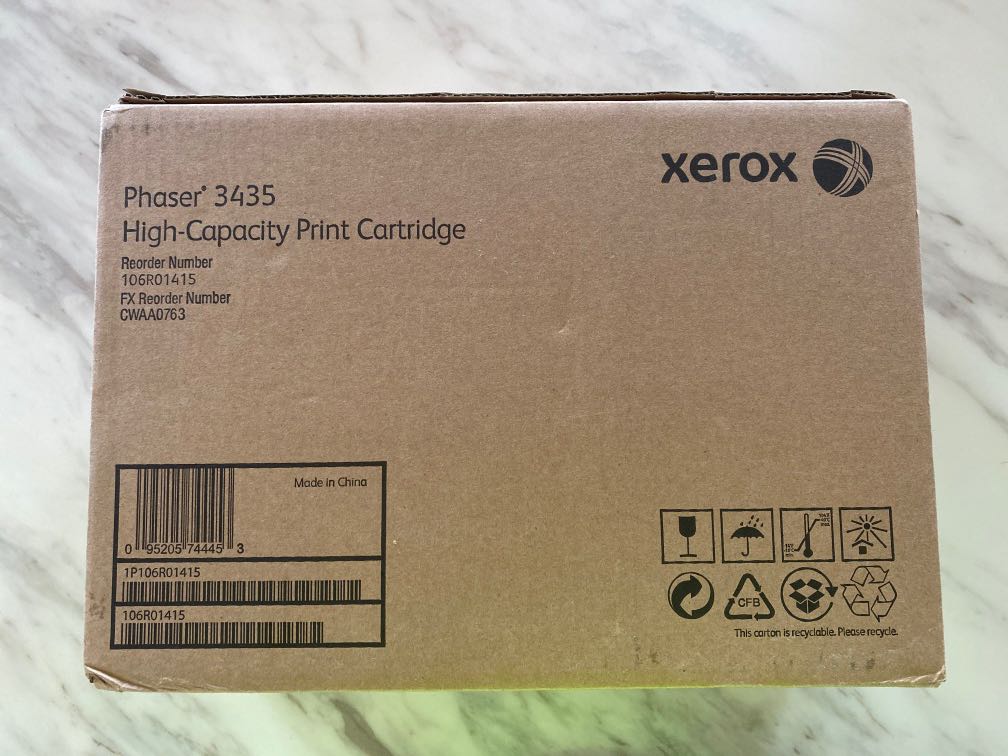 xerox
Phaser® 3435
High-Capacity Print Cartridge
Reorder Number
106R01415
FX Reorder Number
CWAA0763
Made in China
0 95205 74445 3
1P106R01415
106R01415
CFB
This carton is recyclable. Please recycle.